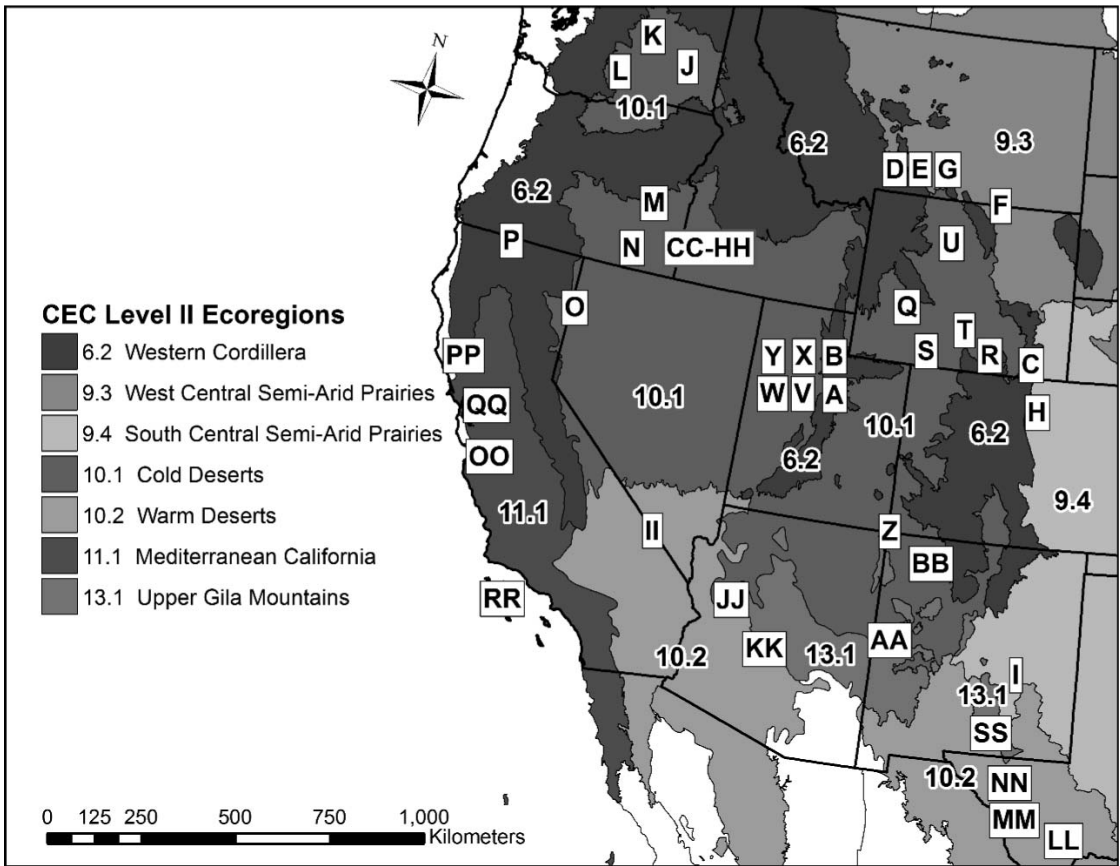 N
K
L
J
10.1
6.2
9.3
D E G
F
6.2
M
P
N
CC-HH
U
O
Q
T
S
R
C
PP
Y X B
W V A
QQ
H
10.1
10.1
6.2
OO
6.2
9.4
11.1
II
Z
BB
RR
JJ
KK
AA
10.2
13.1
I
13.1
SS
10.2
NN
MM
LL
CEC Level II Ecoregions
6.2 Western Cordillera
9.3 West Central Semi-Arid Prairies
9.4 South Central Semi-Arid Prairies
10.1 Cold Deserts
10.2 Warm Deserts
11.1 Mediterranean California
13.1 Upper Gila Mountains
0 125 250 500 750 1,000
Kilometers